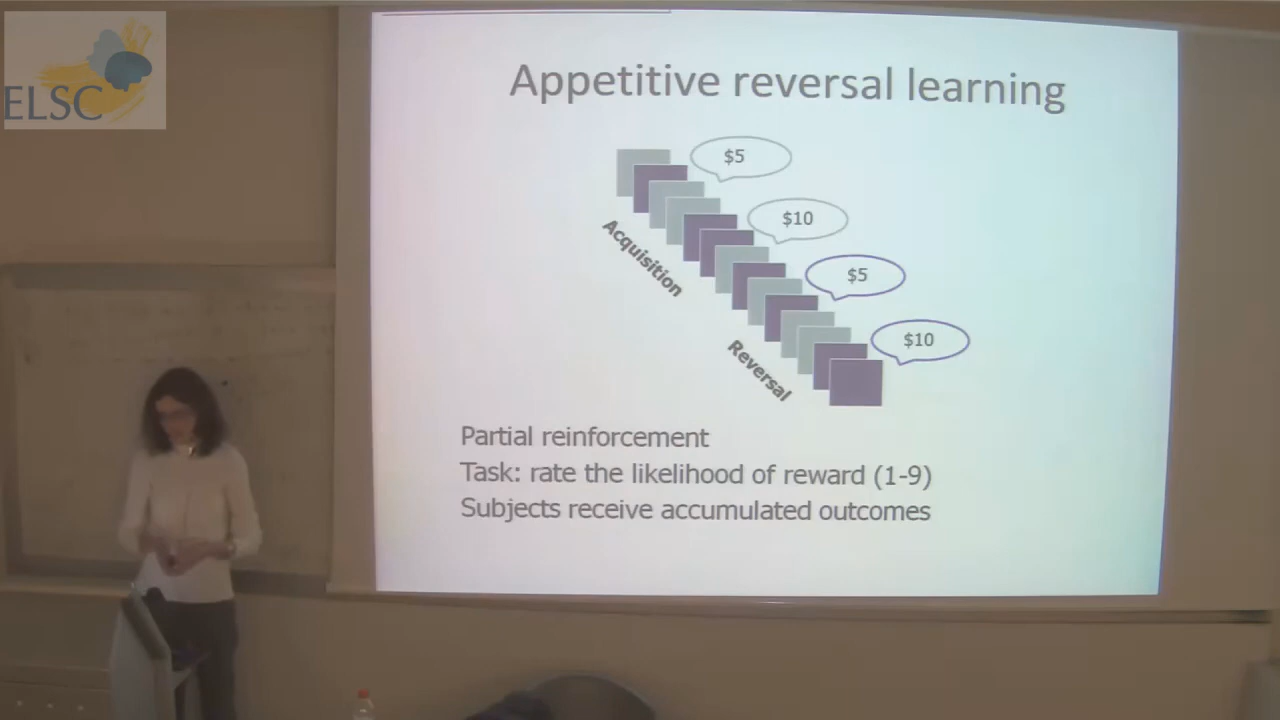 ELSC
Appetitive reversal learning
$5
$10
Acquisition
$5
$10
Reversal
Partial reinforcement
Task: rate the likelihood of reward (1-9)
Subjects receive accumulated outcomes